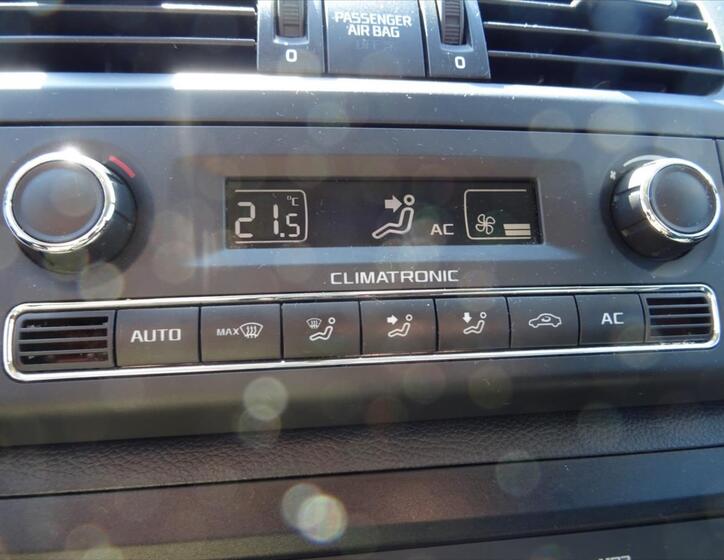 PASSENGER
AIR BAG
0
0
21.5 °C
AC
CLIMATRONIC
AUTO
MAX
AC